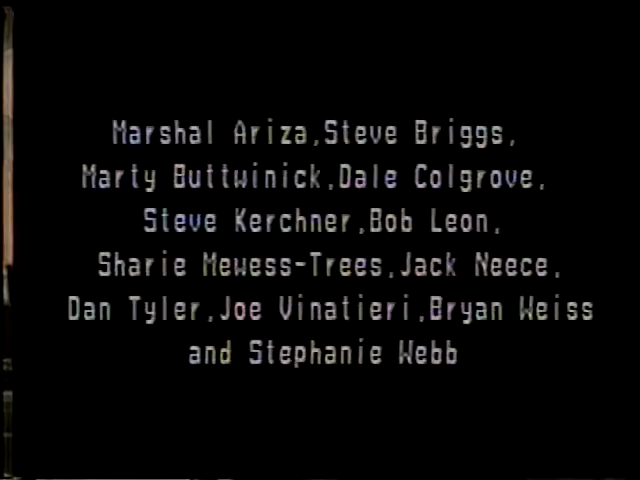 Marshal Ariza,Steve Briggs,
Marty Buttwinick,Dale Colgrove,
Steve Kerchner,Bob Leon,
Sharie Mewess-Trees,Jack Neece,
Dan Tyler,Joe Vinatieri,Bryan Weiss
and Stephanie Webb